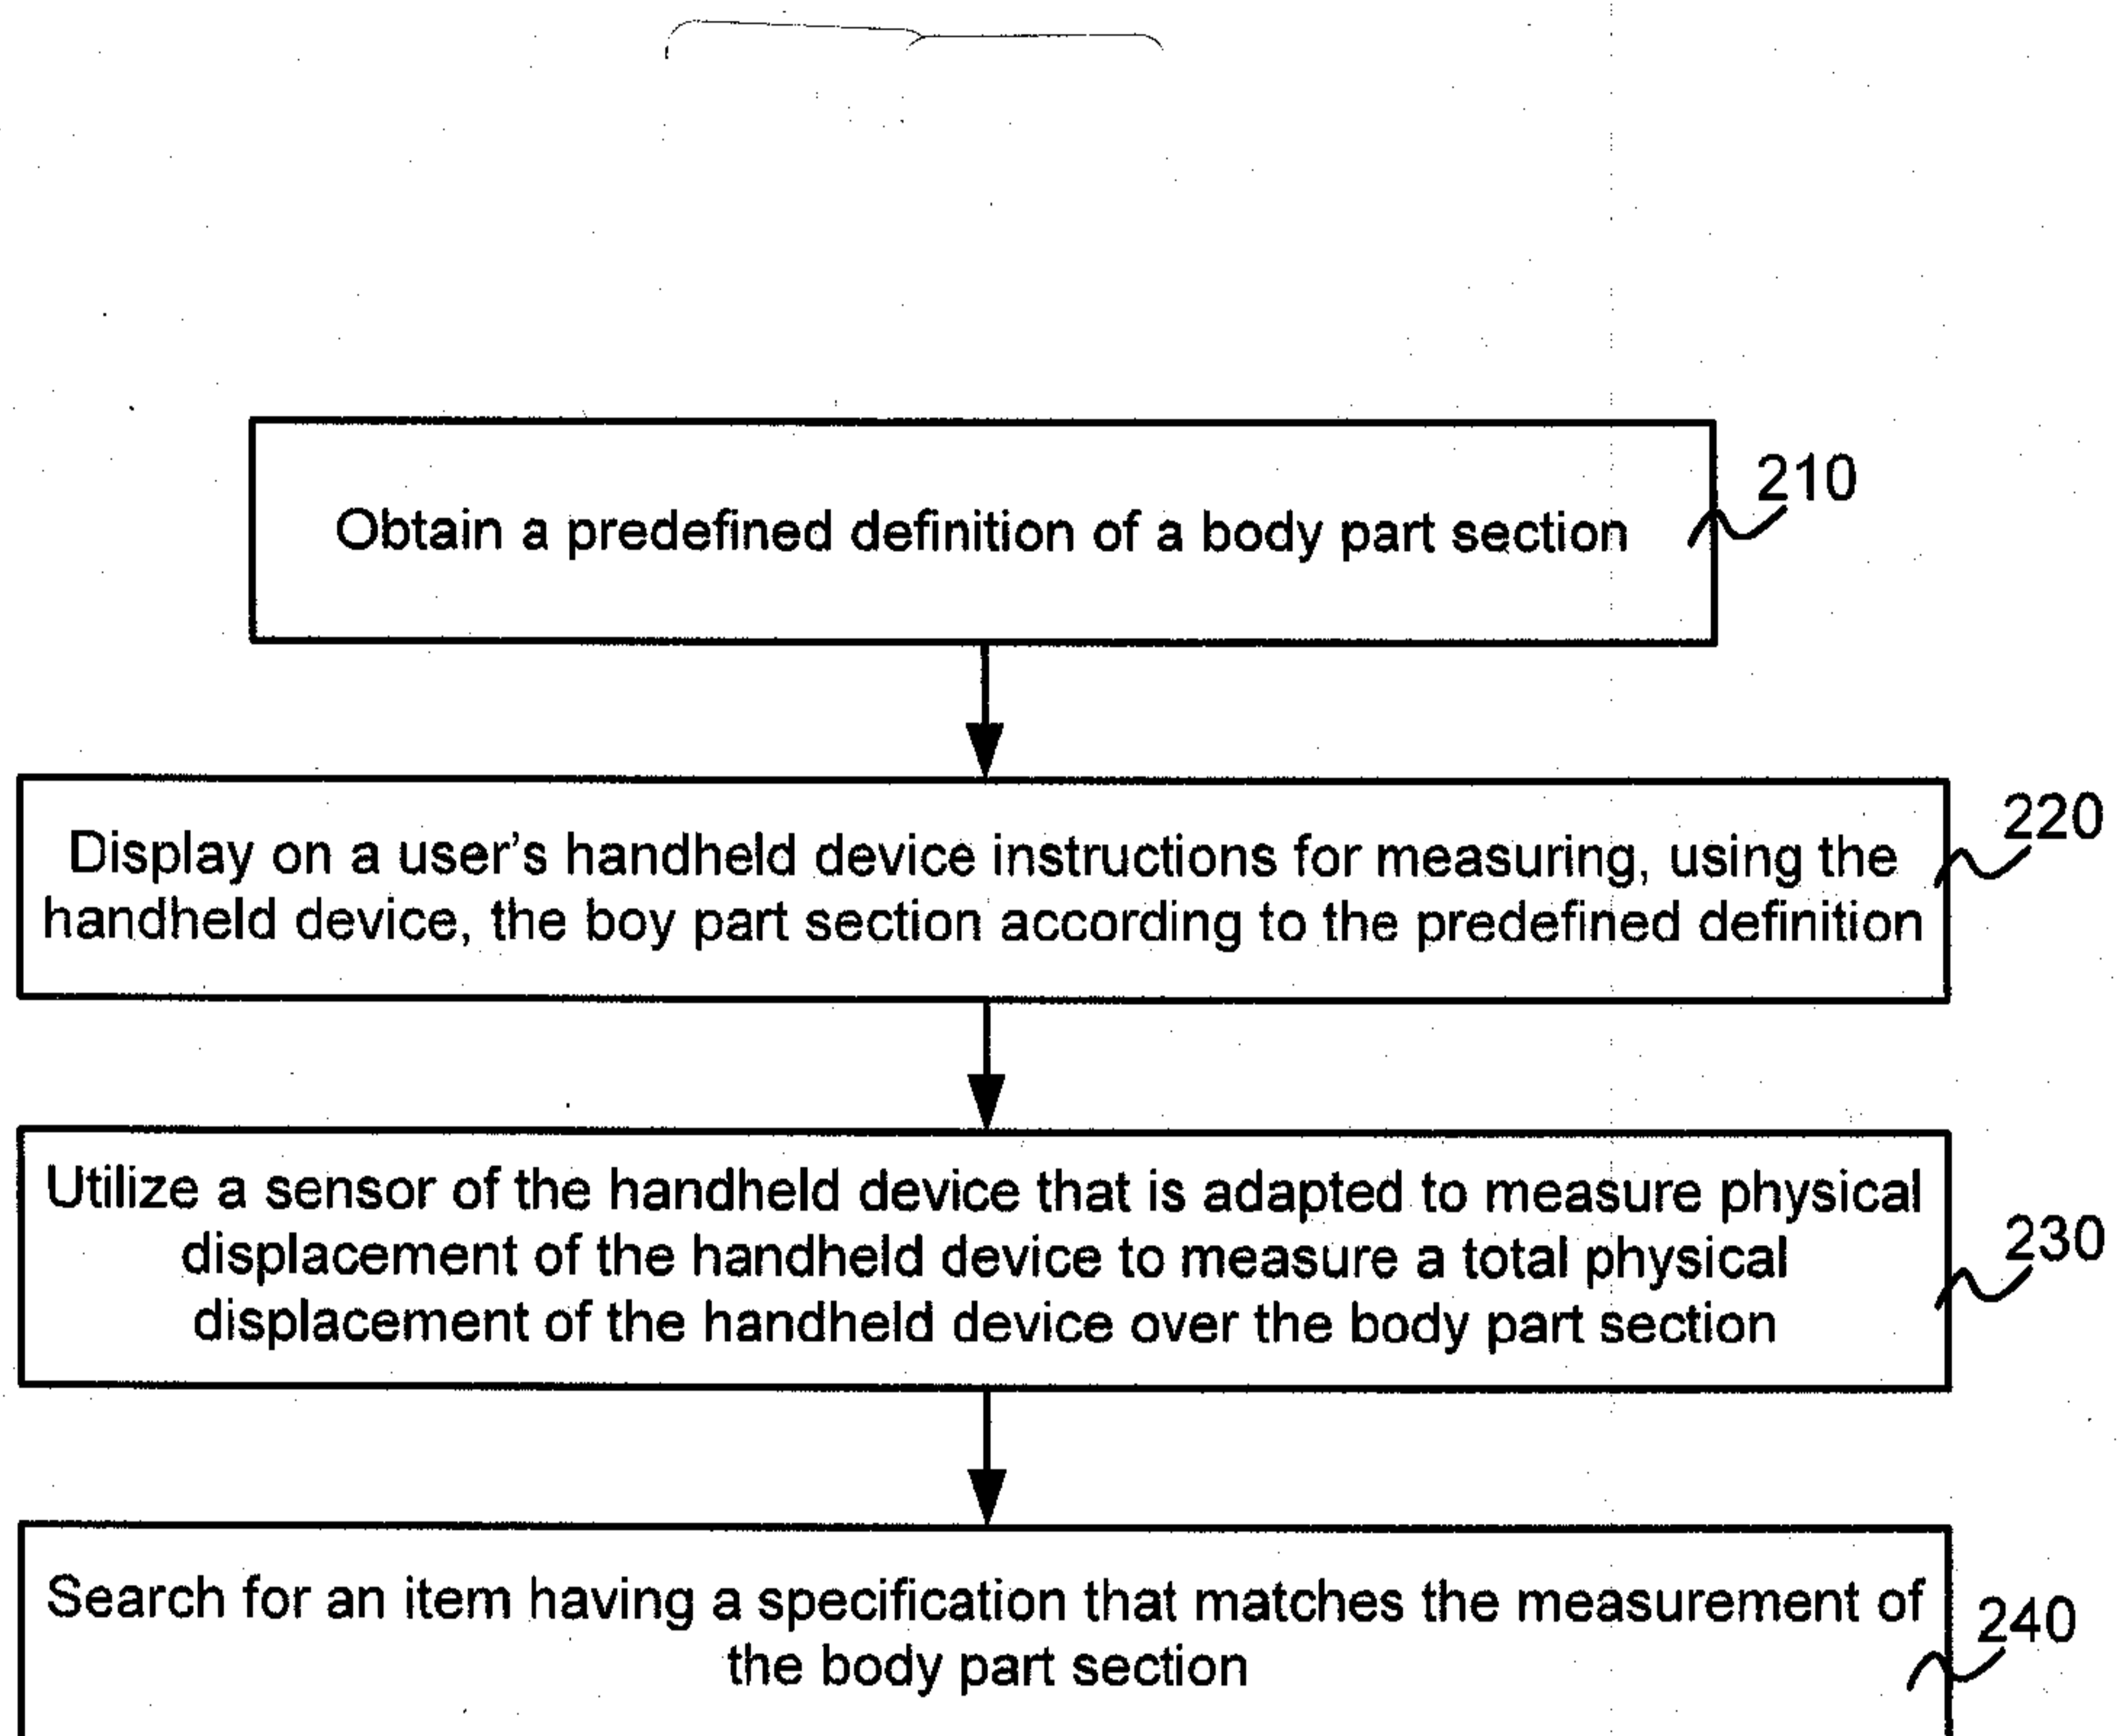 Obtain a predefined definition of a body part section
210
Display on a user's handheld device instructions for measuring, using the
handheld device, the boy part section according to the predefined definition
220
Utilize a sensor of the handheld device that is adapted to measure physical
displacement of the handheld device to measure a total physical
displacement of the handheld device over the body part section
230
Search for an item having a specification that matches the measurement of
the body part section
240